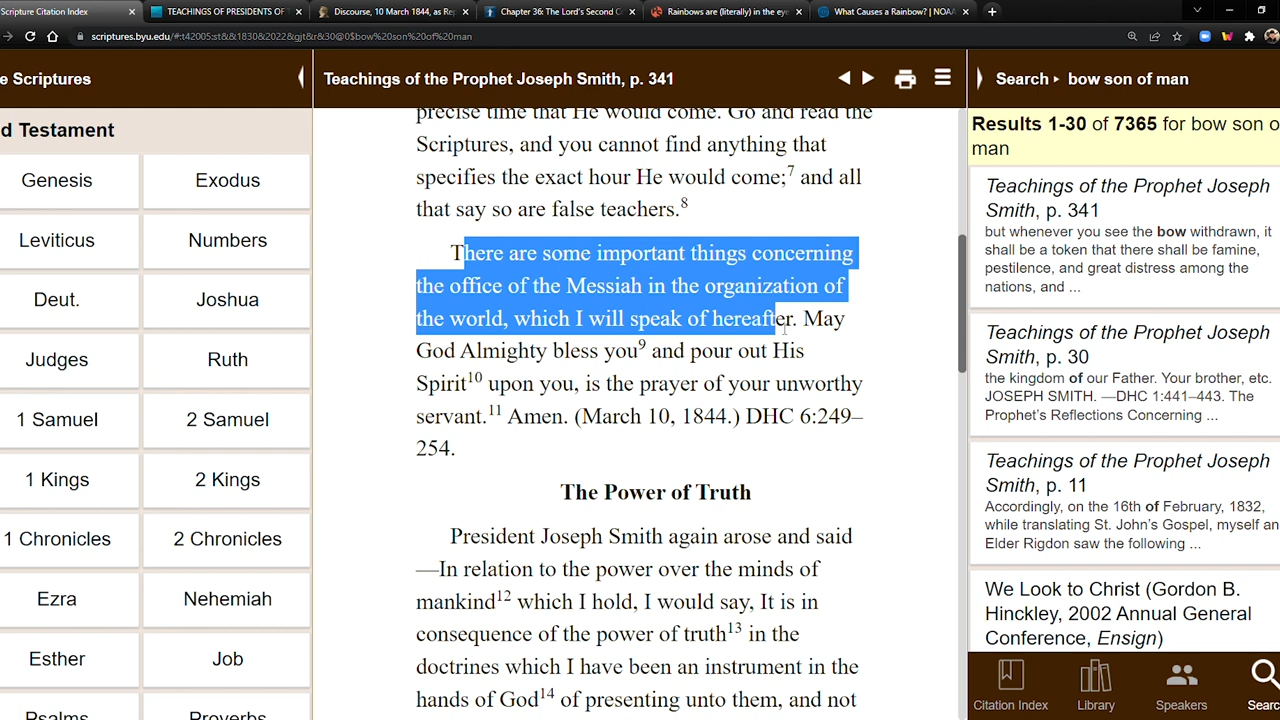 Scripture Citation Index
TEACHINGS OF PRESIDENTS OF
Discourse, 10 March 1844, as Rep
Chapter 36: The Lord's Second C
Rainbows are (literally) in the eye
What Causes a Rainbow? | NOAA
scriptures.byu.edu/#:t42005:st&&1830&2022&gjt&r&30@0$bow%20son%20of%20man
e Scriptures
Teachings of the Prophet Joseph Smith, p. 341
Search ▸ bow son of man
d Testament
Genesis
Exodus
Leviticus
Numbers
Deut.
Joshua
Judges
Ruth
1 Samuel
2 Samuel
1 Kings
2 Kings
1 Chronicles
2 Chronicles
Ezra
Nehemiah
Esther
Job
Psalms
Proverbs
precise time that He would come. Go and read the
Scriptures, and you cannot find anything that
specifies the exact hour He would come;7 and all
that say so are false teachers.8
There are some important things concerning
the office of the Messiah in the organization of
the world, which I will speak of hereafter. May
God Almighty bless you9 and pour out His
Spirit10 upon you, is the prayer of your unworthy
servant.11 Amen. (March 10, 1844.) DHC 6:249–
254.
The Power of Truth
President Joseph Smith again arose and said
—In relation to the power over the minds of
mankind12 which I hold, I would say, It is in
consequence of the power of truth13 in the
doctrines which I have been an instrument in the
hands of God14 of presenting unto them, and not
Results 1-30 of 7365 for bow son o
man
Teachings of the Prophet Joseph
Smith, p. 341
but whenever you see the bow withdrawn, it
shall be a token that there shall be famine,
pestilence, and great distress among the
nations, and ...
Teachings of the Prophet Joseph
Smith, p. 30
the kingdom of our Father. Your brother, etc.
JOSEPH SMITH. —DHC 1:441–443. The
Prophet's Reflections Concerning ...
Teachings of the Prophet Joseph
Smith, p. 11
Accordingly, on the 16th of February, 1832,
while translating St. John's Gospel, myself an
Elder Rigdon saw the following ...
We Look to Christ (Gordon B.
Hinckley, 2002 Annual General
Conference, Ensign)
Citation Index
Library
Speakers
Searc